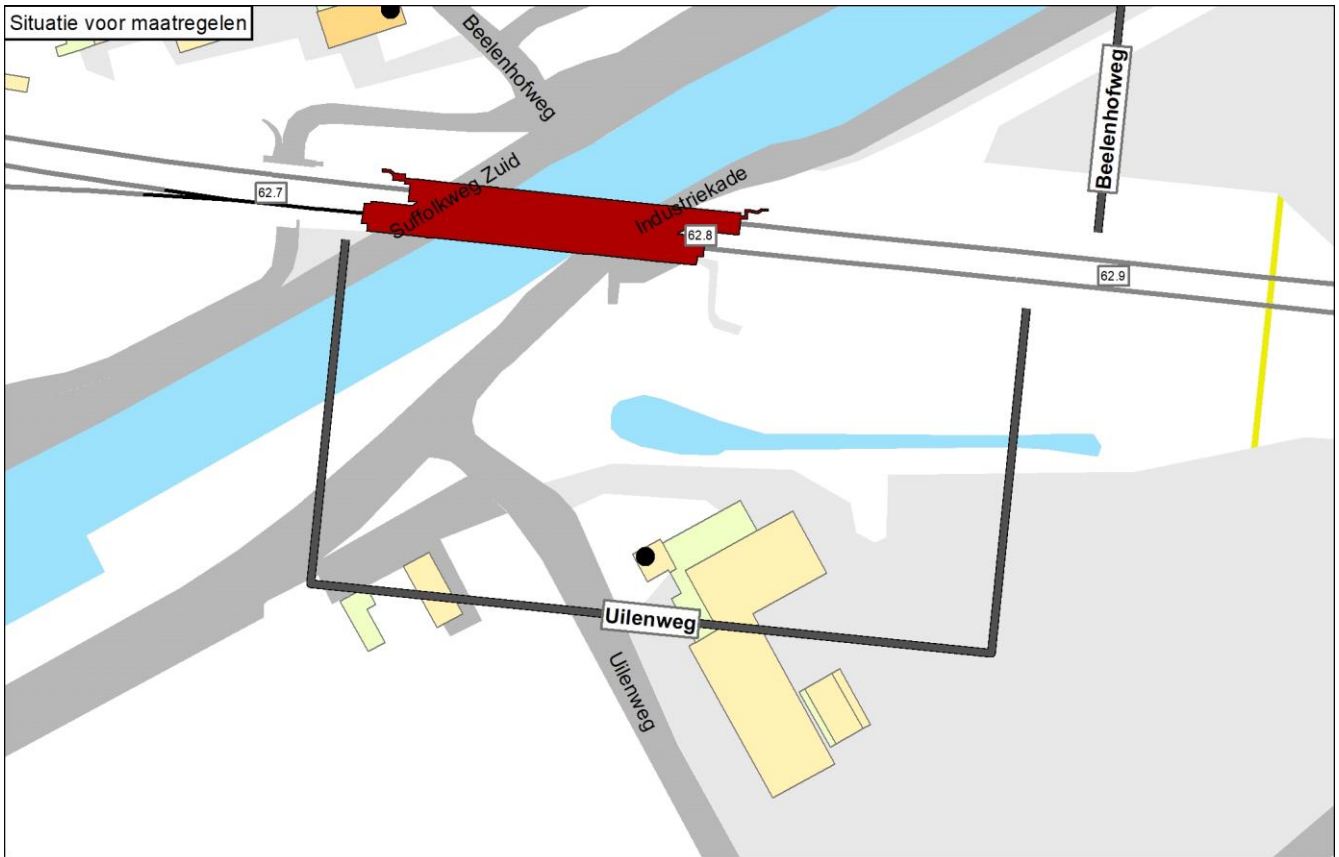 Situatie voor maatregelen
Beelenhofweg
Beelenhofweg
62.7
Suffolkweg Zuid
Industriekade
62.8
62.9
Uilenweg
Uilenweg